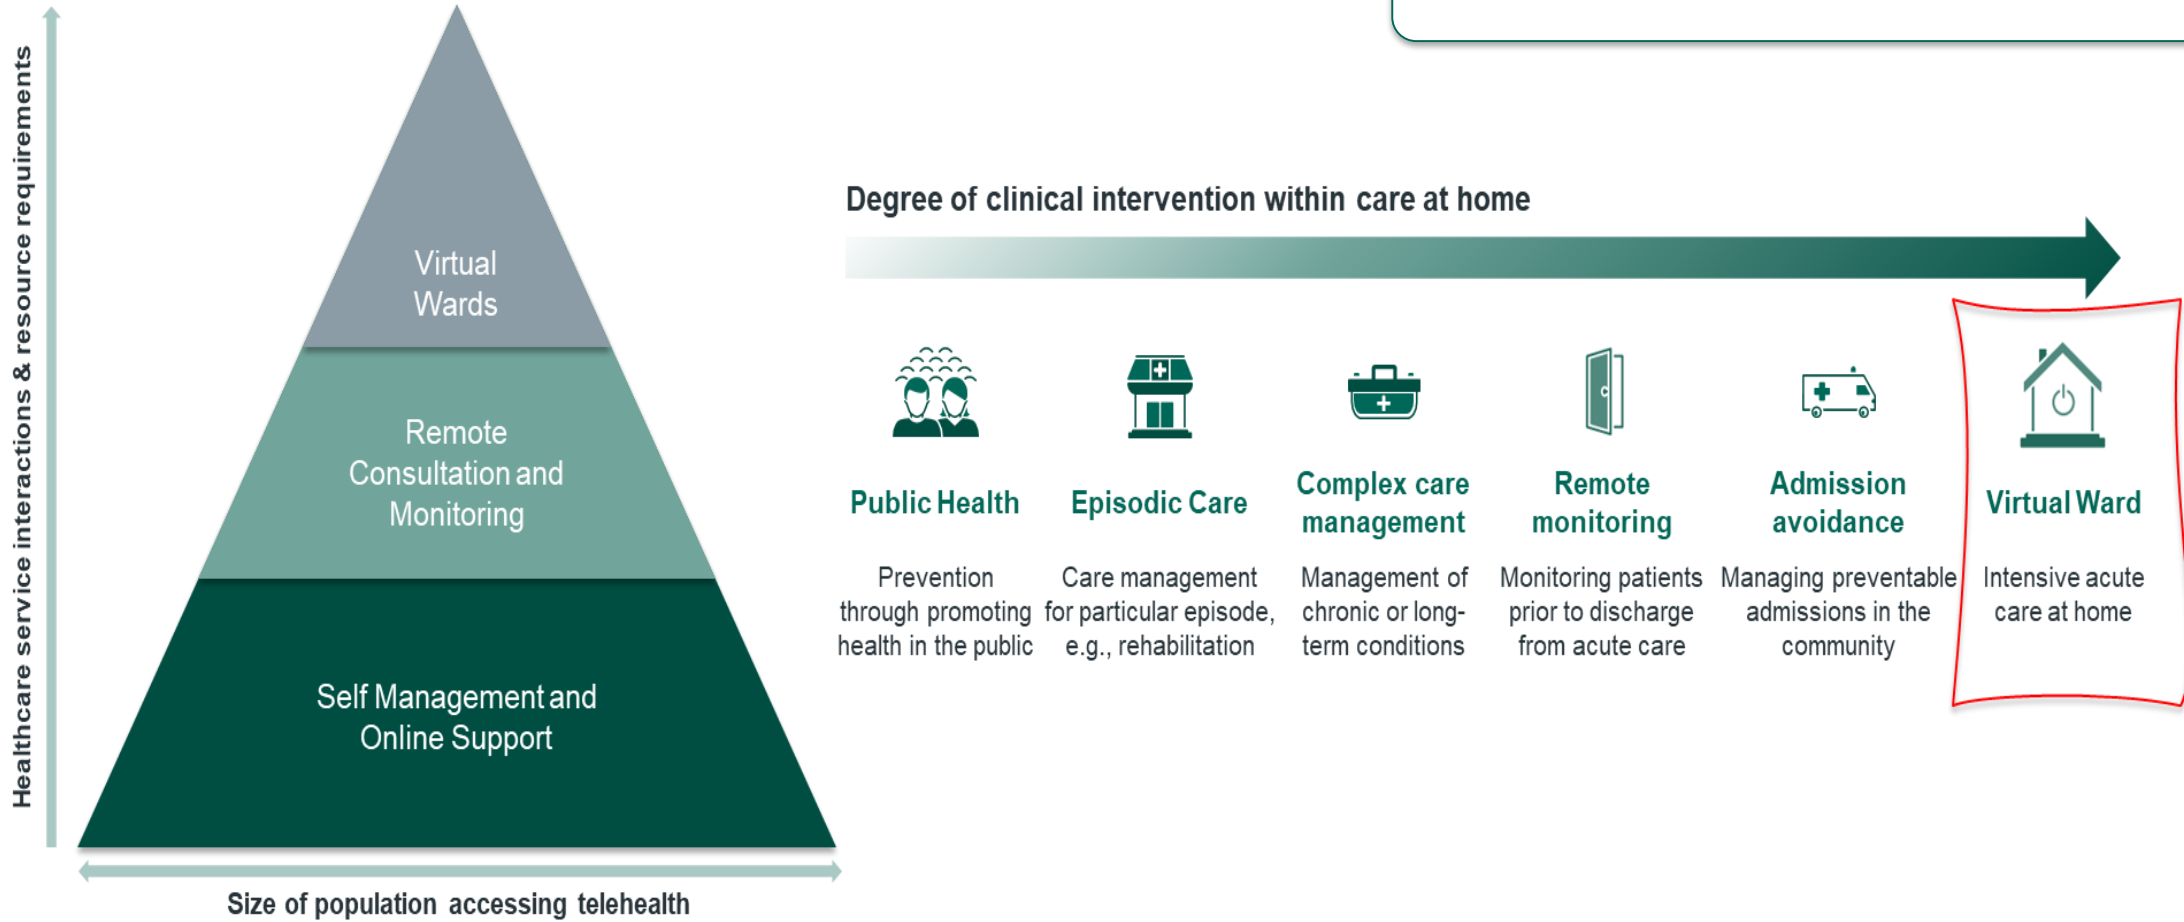 Healthcare service interactions & resource requirements
Virtual
Wards
Remote
Consultation and
Monitoring
Self Management and
Online Support
Size of population accessing telehealth
Degree of clinical intervention within care at home
Public Health
Prevention
through promoting
health in the public
Episodic Care
Care management
for particular episode,
e.g., rehabilitation
Complex care
management
Management of
chronic or long-
term conditions
Remote
monitoring
Monitoring patients
prior to discharge
from acute care
Admission
avoidance
Managing preventable
admissions in the
community
Virtual Ward
Intensive acute
care at home